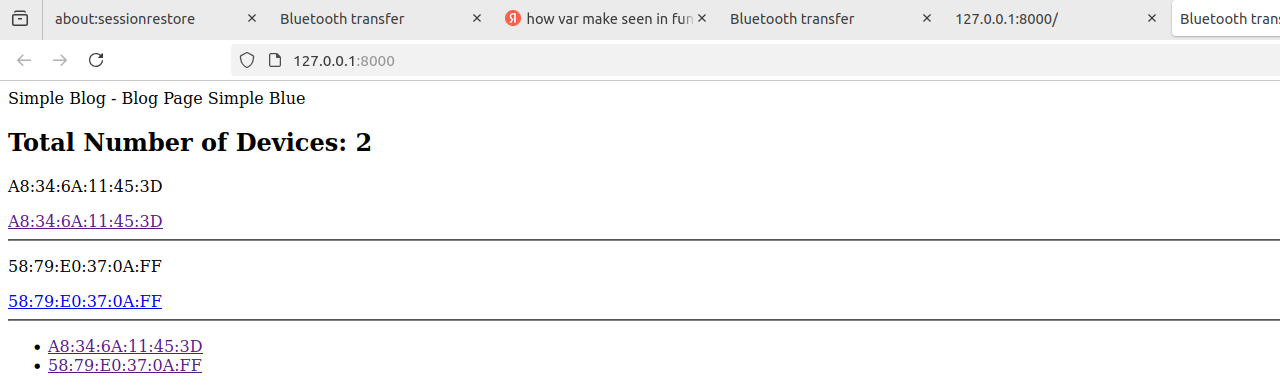 about:sessionrestore
Bluetooth transfer
Я how var make seen in fun
Bluetooth transfer
127.0.0.1:8000/
Bluetooth trans
127.0.0.1:8000
Simple Blog - Blog Page Simple Blue
Total Number of Devices: 2
A8:34:6A:11:45:3D
A8:34:6A:11:45:3D
58:79:E0:37:0A:FF
58:79:E0:37:0A:FF
A8:34:6A:11:45:3D
58:79:E0:37:0A:FF